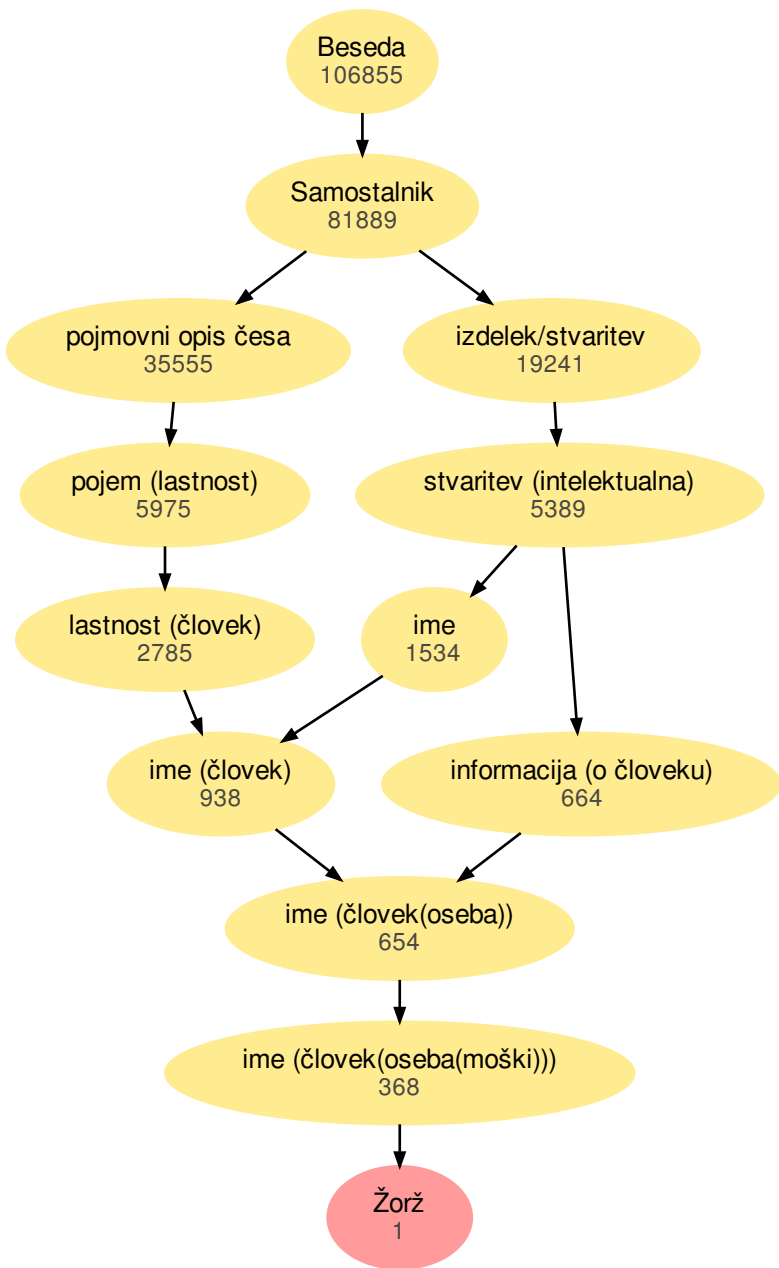 Beseda
106855
Samostalnik
81889
pojmovni opis česa
35555
izdelek/stvaritev
19241
pojem (lastnost)
5975
stvaritev (intelektualna)
5389
lastnost (človek)
2785
ime
1534
ime (človek)
938
informacija (o človeku)
664
ime (človek(oseba))
654
ime (človek(oseba(moški)))
368
Žorž
1